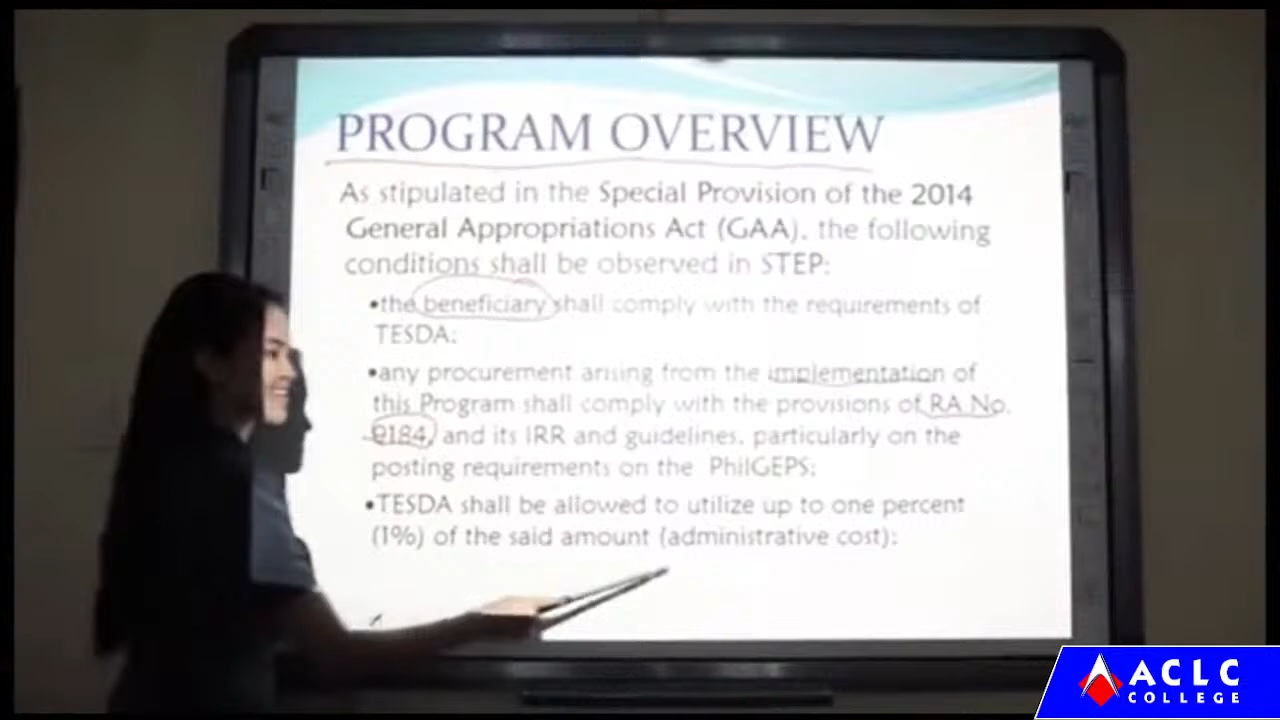 PROGRAM OVERVIEW
As stipulated in the Special Provision of the 2014
General Appropriations Act (GAA), the following
conditions shall be observed in STEP:
•the beneficiary shall comply with the requirements of
TESDA;
•any procurement arising from the implementation of
this Program shall comply with the provisions of RA No.
9184, and its IRR and guidelines, particularly on the
posting requirements on the PhilGEPS;
•TESDA shall be allowed to utilize up to one percent
(1%) of the said amount (administrative cost);
ACLC
COLLEGE